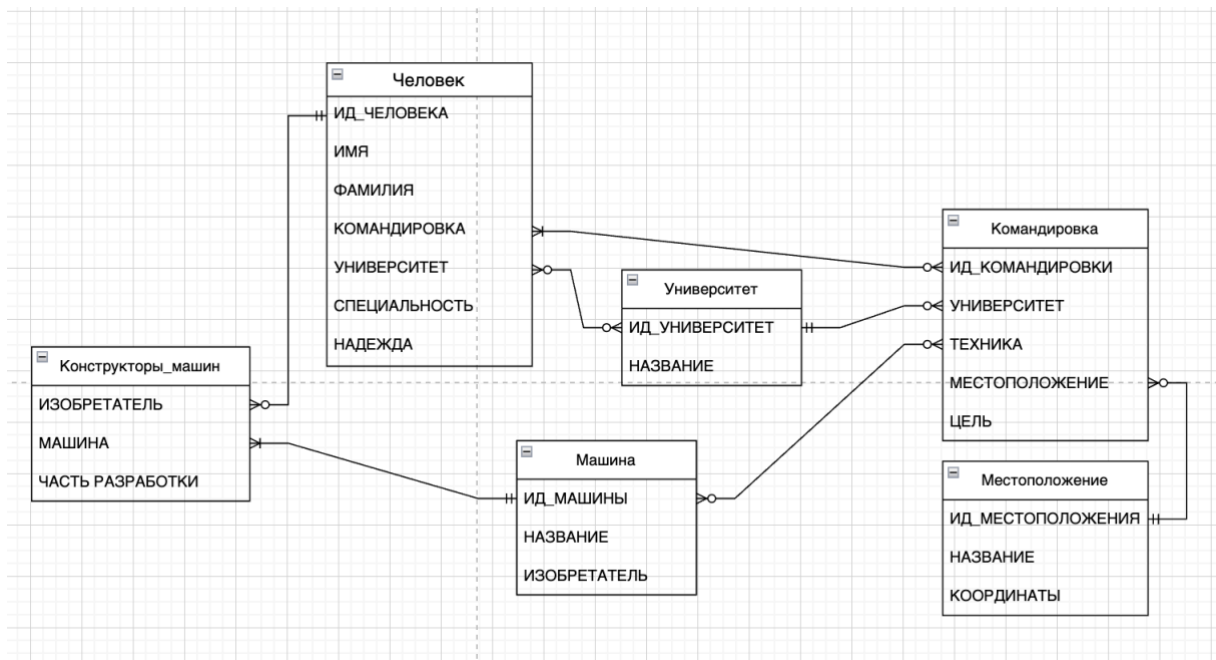 Человек
ИД_ЧЕЛОВЕКА
ИМЯ
ФАМИЛИЯ
КОМАНДИРОВКА
УНИВЕРСИТЕТ
СПЕЦИАЛЬНОСТЬ
НАДЕЖДА
Командировка
ИД_КОМАНДИРОВКИ
УНИВЕРСИТЕТ
ТЕХНИКА
МЕСТОПОЛОЖЕНИЕ
ЦЕЛЬ
Университет
ИД_УНИВЕРСИТЕТ
НАЗВАНИЕ
Конструкторы_машин
ИЗОБРЕТАТЕЛЬ
МАШИНА
ЧАСТЬ РАЗРАБОТКИ
Машина
ИД_МАШИНЫ
НАЗВАНИЕ
ИЗОБРЕТАТЕЛЬ
Местоположение
ИД_МЕСТОПОЛОЖЕНИЯ
НАЗВАНИЕ
КООРДИНАТЫ